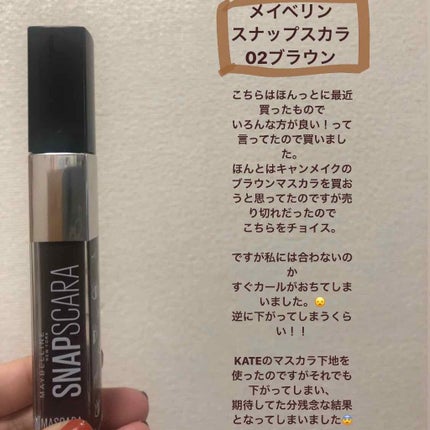 メイベリン
スナップスカラ
02ブラウン
こちらはほんっとに最近
買ったもので
いろんな方が良い！って
言ってたので買いまし
た。
ほんとはキャンメイクの
ブラウンマスカラを買お
うと思ってたのですが売
り切れだったので
こちらをチョイス。
ですが私には合わないの
か
すぐカールがおちてしま
いました。😞
逆に下がってしまうくら
い！！
KATEのマスカラ下地を
使ったのですがそれでも
下がってしまい、
期待してた分残念な結果
となってしまいました🤯
MAYBELLINE
NEW YORK
SNAPSCARA
MASCARA